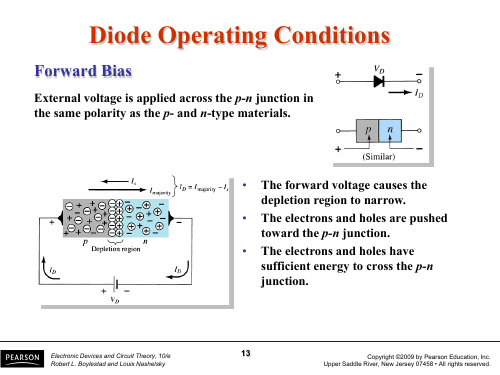 Diode Operating Conditions
Forward Bias
External voltage is applied across the p-n junction in
the same polarity as the p- and n-type materials.
+ V_D −
I_D
p n
+ −
(Similar)
I_s
I_majority } I_D = I_majority − I_s
+ −
p n
Depletion region
I_D I_D
+ −
V_D
• The forward voltage causes the
depletion region to narrow.
• The electrons and holes are pushed
toward the p-n junction.
• The electrons and holes have
sufficient energy to cross the p-n
junction.
PEARSON
Electronic Devices and Circuit Theory, 10/e
Robert L. Boylestad and Louis Nashelsky
13
Copyright ©2009 by Pearson Education, Inc.
Upper Saddle River, New Jersey 07458 • All rights reserved.